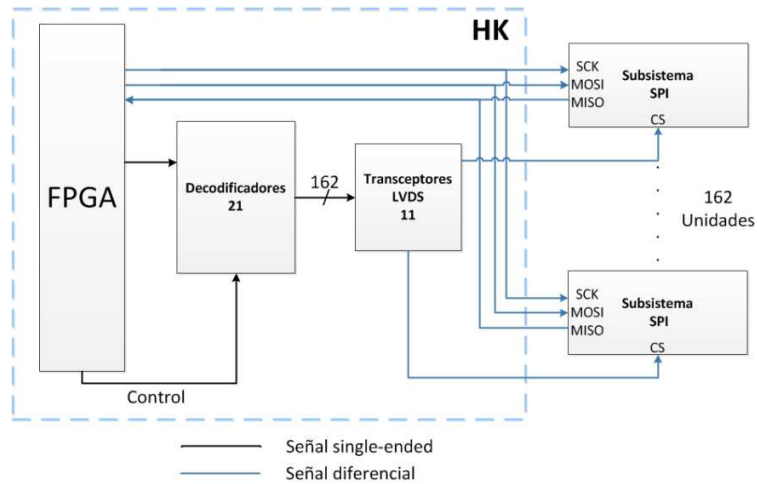 HK
FPGA
SCK
MOSI
MISO
Subsistema
SPI
CS
Decodificadores
21
162
Transceptores
LVDS
11
162
Unidades
SCK
MOSI
MISO
Subsistema
SPI
CS
Control
Señal single-ended
Señal diferencial